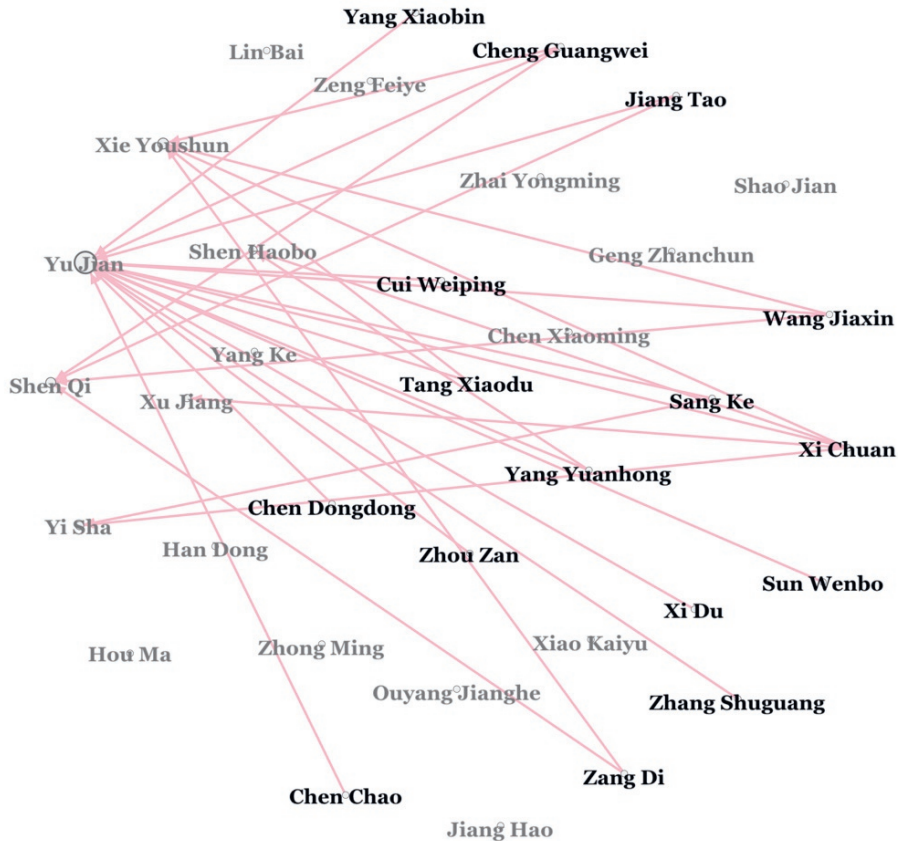 Yang Xiaobin
Lin Bai
Cheng Guangwei
Zeng Feiye
Jiang Tao
Xie Youshun
Zhai Yongming
Shao Jian
Shen Haobo
Geng Zhanchun
Yu Jian
Cui Weiping
Wang Jiaxin
Chen Xiaoming
Yang Ke
Shen Qi
Tang Xiaodu
Xu Jiang
Sang Ke
Xi Chuan
Yang Yuanhong
Chen Dongdong
Yi Sha
Han Dong
Zhou Zan
Sun Wenbo
Xi Du
Xiao Kaiyu
Zhong Ming
Hou Ma
Ouyang Jianghe
Zhang Shuguang
Zang Di
Chen Chao
Jiang Hao